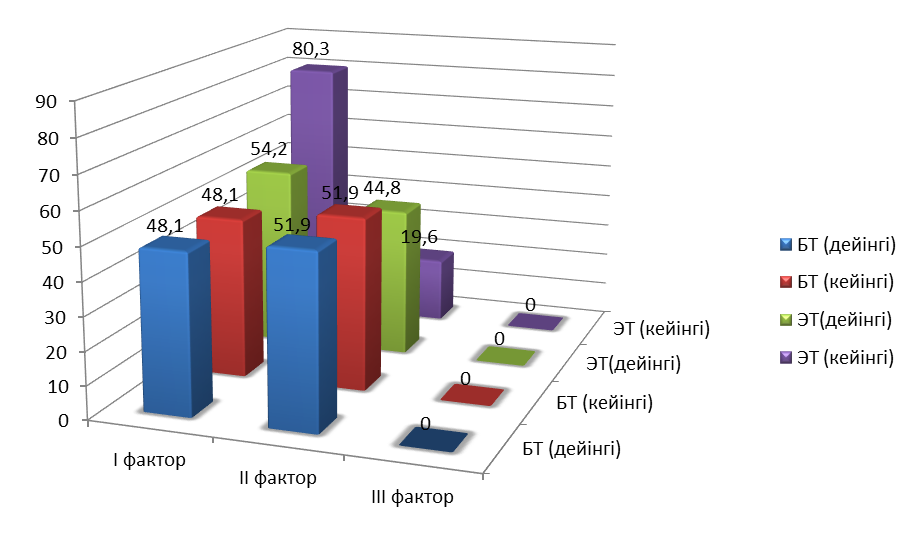 80,3
54,2
48,1
51,9
44,8
48,1
51,9
19,6
0
0
0
0
90
80
70
60
50
40
30
20
10
0
І фактор
ІІ фактор
ІІІ фактор
ЭТ (кейінгі)
ЭТ(дейінгі)
БТ (кейінгі)
БТ (дейінгі)
БТ (дейінгі)
БТ (кейінгі)
ЭТ(дейінгі)
ЭТ (кейінгі)